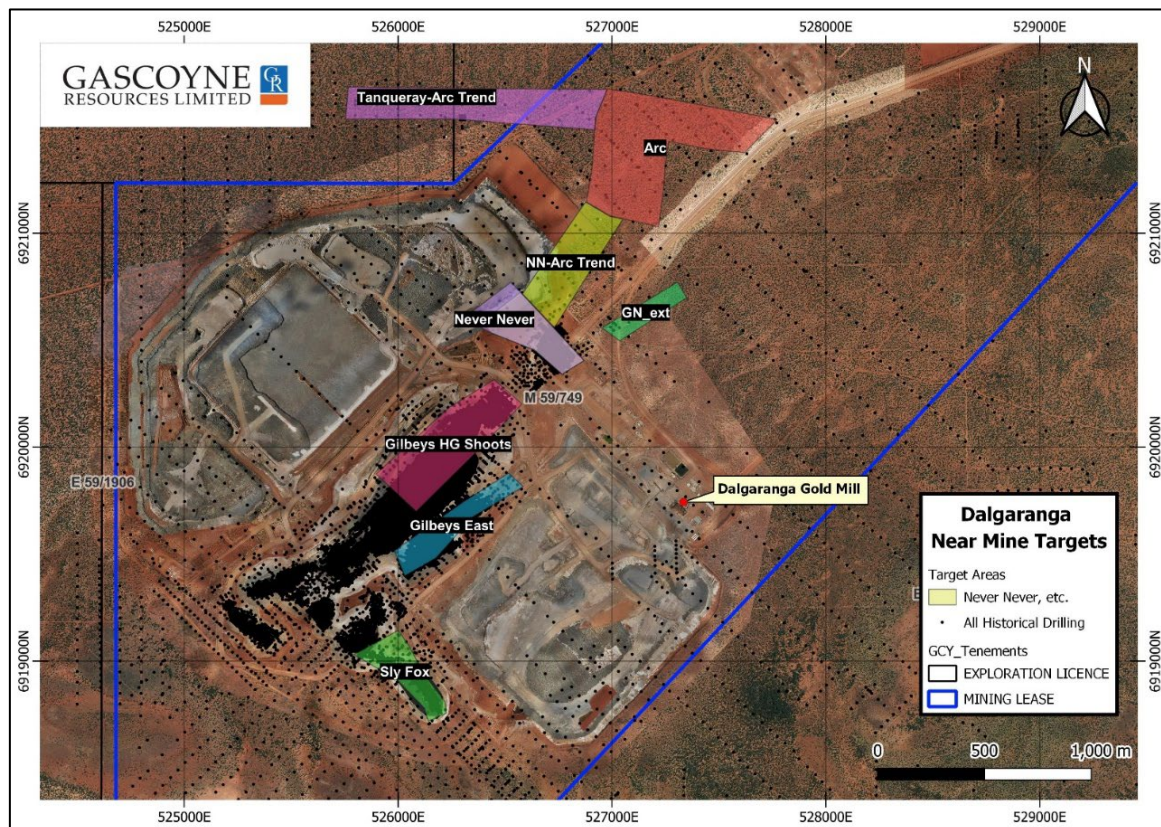 525000E
526000E
527000E
528000E
529000E
GASCOYNE
RESOURCES LIMITED
GR
N
Tanqueray-Arc Trend
Arc
6921000N
6921000N
NN-Arc Trend
Never Never
GN_ext
M 59/749
Gilbeys HG Shoots
6920000N
6920000N
E 59/1906
Dalgaranga Gold Mill
Gilbeys East
Dalgaranga
Near Mine Targets
Target Areas
Never Never, etc.
All Historical Drilling
GCY_Tenements
EXPLORATION LICENCE
MINING LEASE
E
6919000N
6919000N
Sly Fox
0 500 1,000 m
525000E
526000E
527000E
528000E
529000E